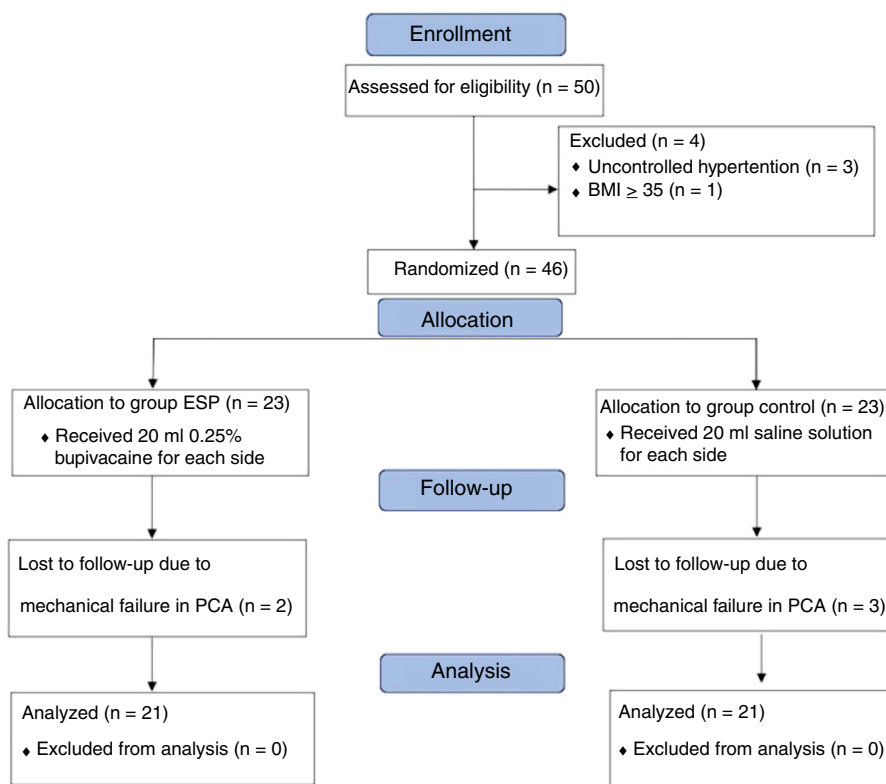 Enrollment
Assessed for eligibility (n = 50)
Excluded (n = 4)
♦ Uncontrolled hypertention (n = 3)
♦ BMI ≥ 35 (n = 1)
Randomized (n = 46)
Allocation
Allocation to group ESP (n = 23)
♦ Received 20 ml 0.25%
bupivacaine for each side
Allocation to group control (n = 23)
♦ Received 20 ml saline solution
for each side
Follow-up
Lost to follow-up due to
mechanical failure in PCA (n = 2)
Lost to follow-up due to
mechanical failure in PCA (n = 3)
Analysis
Analyzed (n = 21)
♦ Excluded from analysis (n = 0)
Analyzed (n = 21)
♦ Excluded from analysis (n = 0)